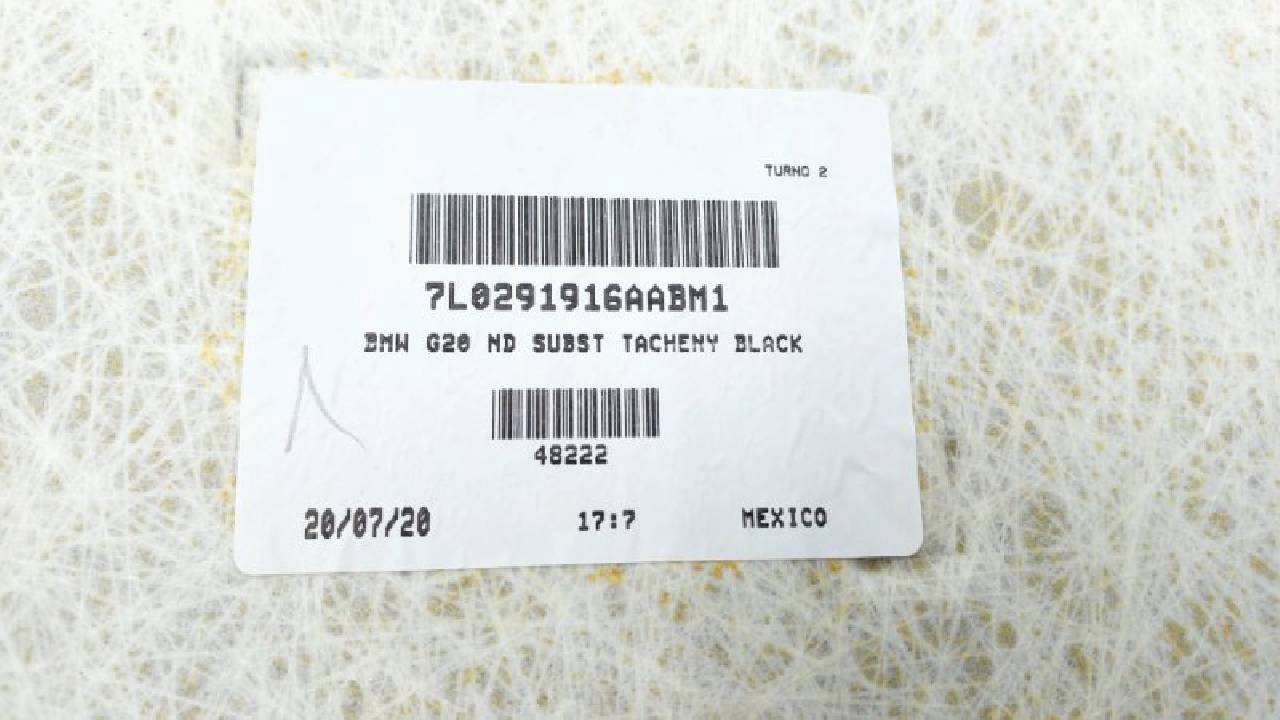 TURNO 2
7L0291916AABM1
BMW G20 ND SUBST TACHENY BLACK
48222
20/07/20 17:7 MEXICO